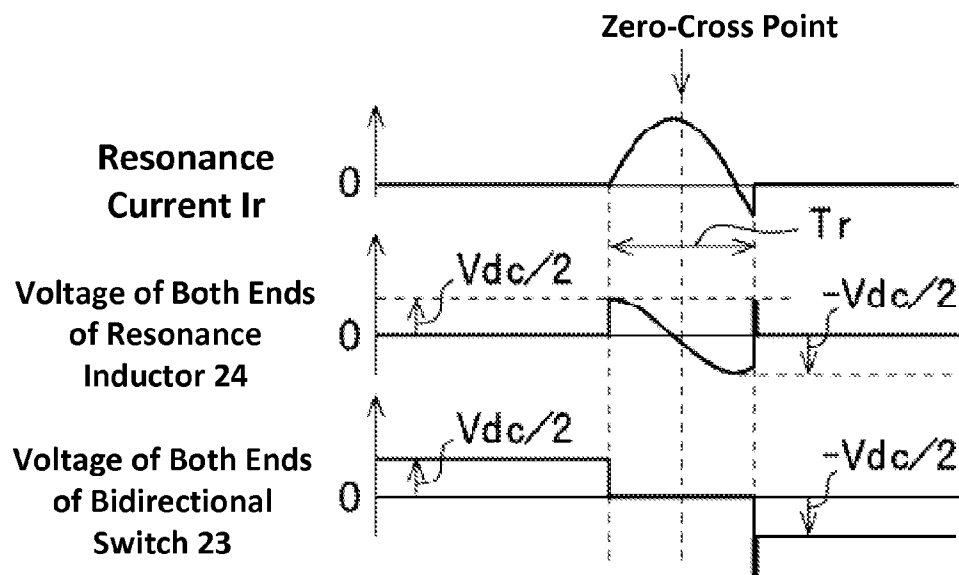 Zero-Cross Point
Resonance
Current Ir
0
Tr
Voltage of Both Ends
of Resonance
Inductor 24
Vdc/2
0
-Vdc/2
Voltage of Both Ends
of Bidirectional
Switch 23
Vdc/2
0
-Vdc/2